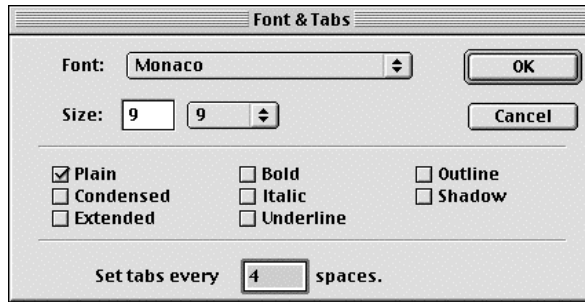 Font & Tabs
Font: Monaco OK
Size: 9 9 Cancel
Plain Bold Outline
Condensed Italic Shadow
Extended Underline
Set tabs every 4 spaces.